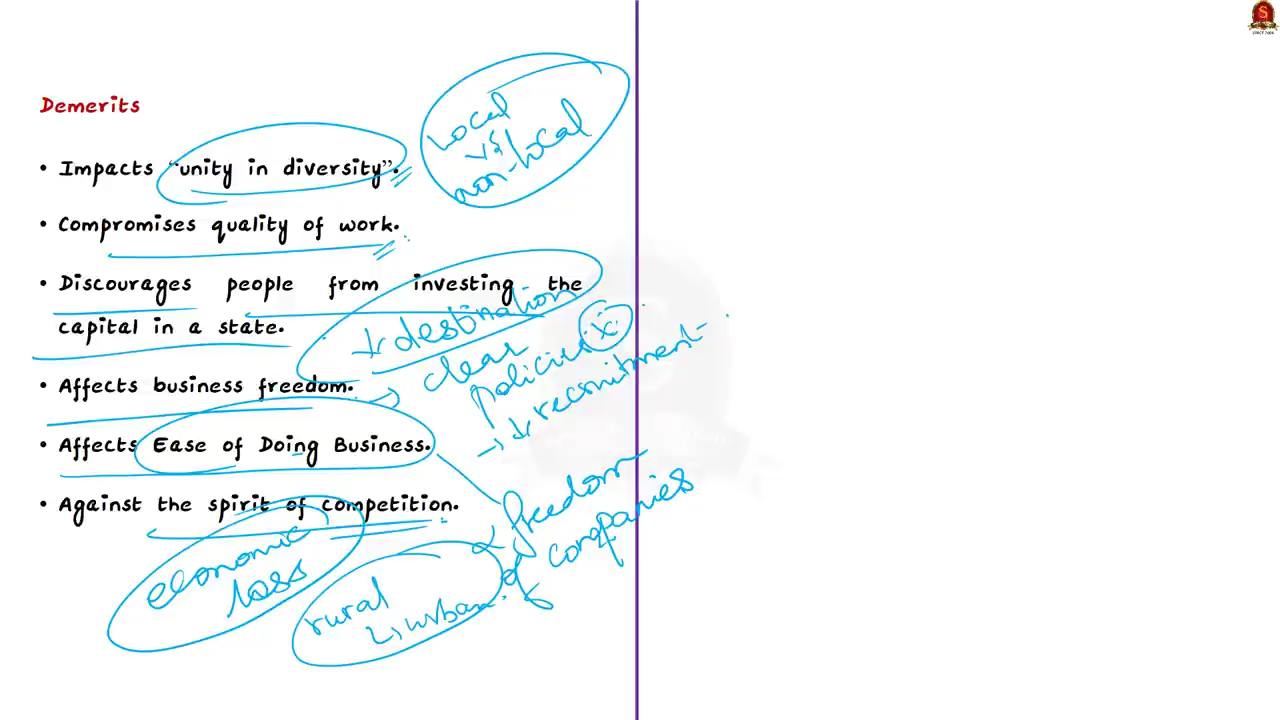 Demerits
• Impacts “unity in diversity”.
Local
vs
non-local
• Compromises quality of work.
• Discourages people from investing the
capital in a state.
↓ destination
• Affects business freedom.
→ clear
policies x
→ ↓ recruitment
• Affects Ease of Doing Business.
• Against the spirit of competition.
freedom
of companies
economic
loss
rural
↳ urban